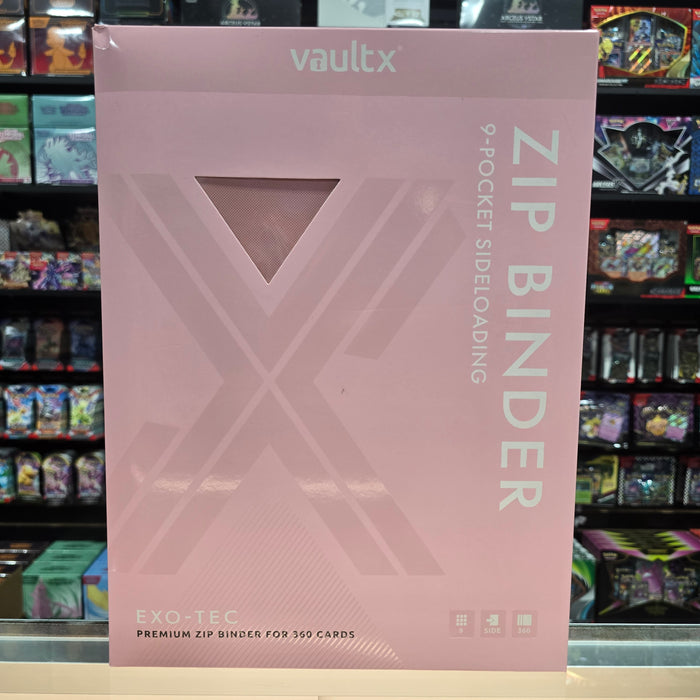 vaultx
ZIP BINDER
9-POCKET SIDELOADING
EXO-TEC
PREMIUM ZIP BINDER FOR 360 CARDS
9
SIDE
360